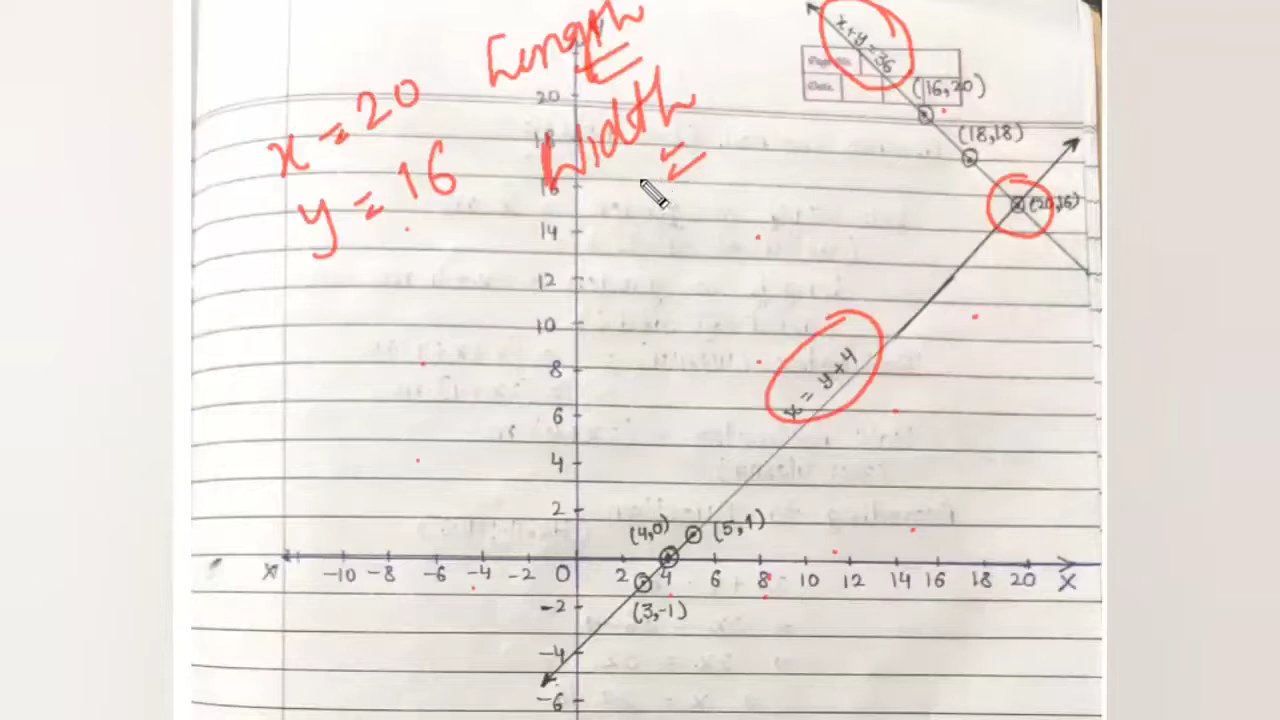 Length
x + y = 36
x = 20
Width
(16,20)
(18,18)
y = 16
(20,16)
20
18
16
14
12
10
8
6
4
2
x = y + 4
(4,0)
(5,1)
-10 -8 -6 -4 -2 0 2 4 6 8 10 12 14 16 18 20 X
(3,-1)
-2
-4
-6